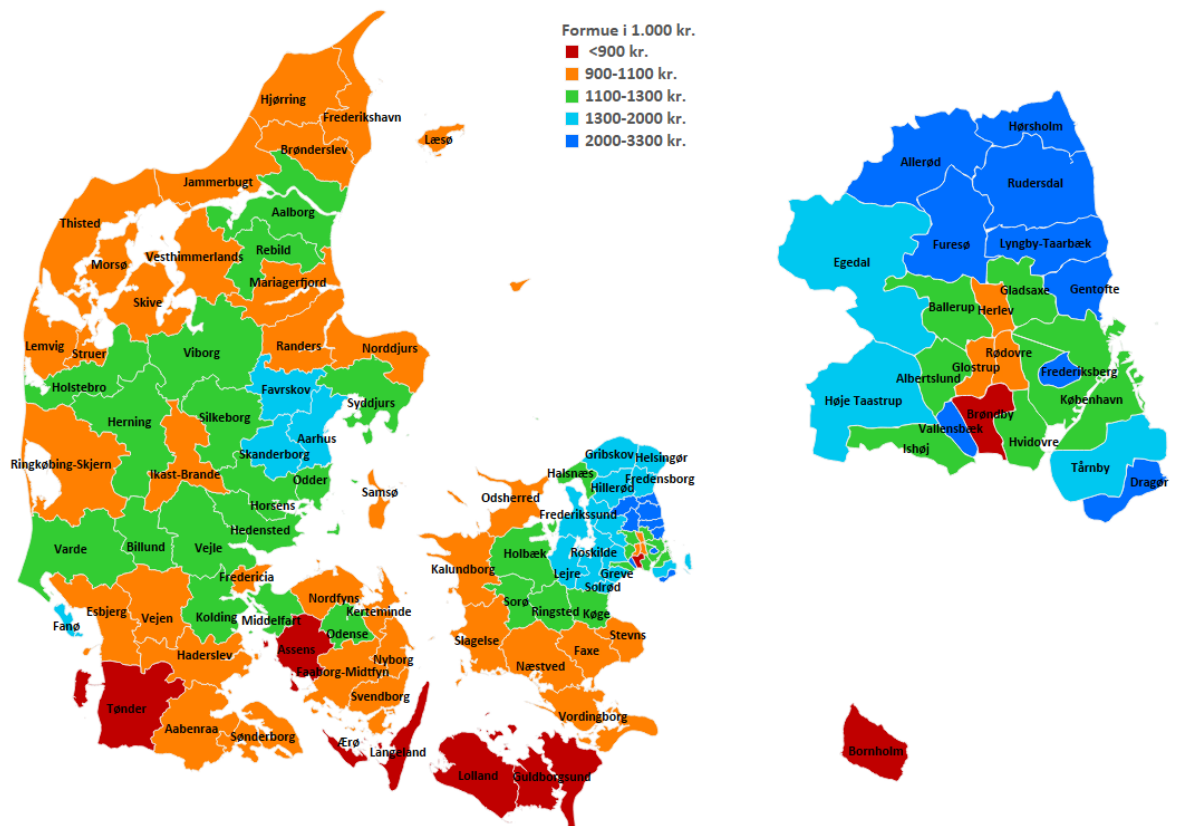 Formue i 1.000 kr.
<900 kr.
900-1100 kr.
1100-1300 kr.
1300-2000 kr.
2000-3300 kr.
Hjørring
Frederikshavn
Læsø
Brønderslev
Jammerbugt
Thisted
Aalborg
Rebild
Vesthimmerlands
Morsø
Mariagerfjord
Skive
Lemvig
Struer
Viborg
Randers
Norddjurs
Holstebro
Favrskov
Syddjurs
Herning
Silkeborg
Aarhus
Skanderborg
Ringkøbing-Skjern
Ikast-Brande
Odder
Samsø
Horsens
Hedensted
Varde
Billund
Vejle
Fredericia
Esbjerg
Vejen
Kolding
Fanø
Middelfart
Nordfyns
Kerteminde
Odense
Assens
Haderslev
Faaborg-Midtfyn
Nyborg
Svendborg
Tønder
Aabenraa
Sønderborg
Ærø
Langeland
Gribskov
Helsingør
Halsnæs
Hillerød
Fredensborg
Odsherred
Frederikssund
Holbæk
Roskilde
Kalundborg
Lejre
Greve
Solrød
Sorø
Ringsted
Køge
Slagelse
Stevns
Faxe
Næstved
Vordingborg
Lolland
Guldborgsund
Hørsholm
Allerød
Rudersdal
Furesø
Lyngby-Taarbæk
Egedal
Gentofte
Gladsaxe
Ballerup
Herlev
Rødovre
Glostrup
Frederiksberg
Albertslund
Høje Taastrup
København
Brøndby
Vallensbæk
Hvidovre
Ishøj
Tårnby
Dragør
Bornholm